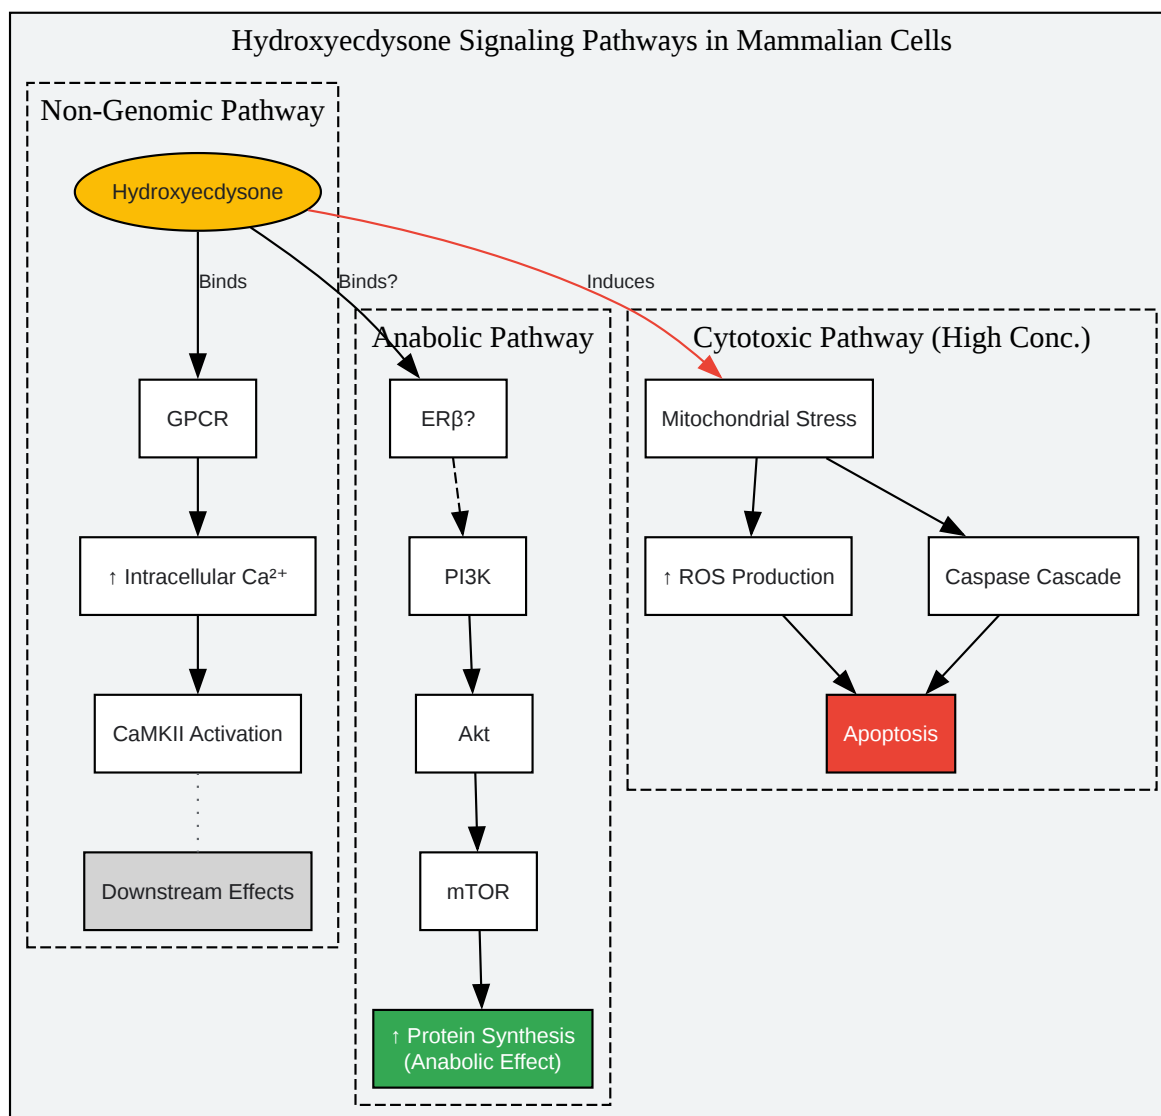 Hydroxyecdysone Signaling Pathways in Mammalian Cells
Non-Genomic Pathway
Hydroxyecdysone
Binds
Binds?
Induces
Anabolic Pathway
Cytotoxic Pathway (High Conc.)
GPCR
ERβ?
Mitochondrial Stress
↑ Intracellular Ca²⁺
PI3K
↑ ROS Production
Caspase Cascade
CaMKII Activation
Akt
Apoptosis
Downstream Effects
mTOR
↑ Protein Synthesis
(Anabolic Effect)